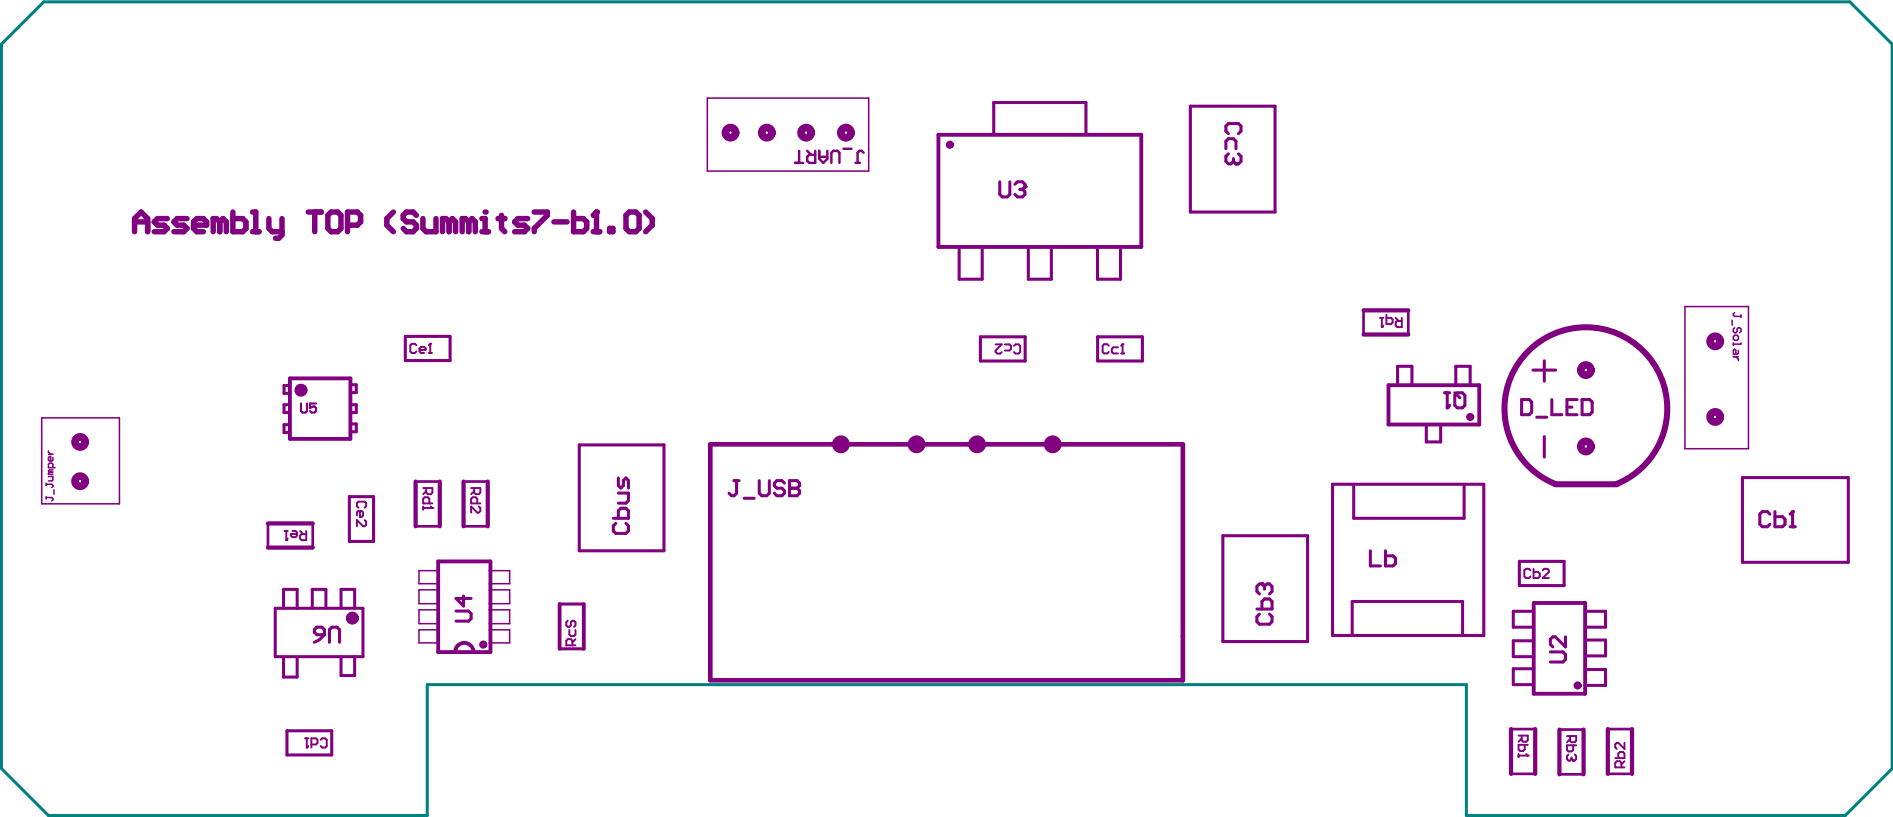 J_UART
Cc3
U3
Assembly TOP (Summits7-b1.0)
Rq1
J_Solar
Ce1
Cc2
Cc1
U5
Q1
+
D_LED
-
J_Jumper
J_USB
Rd1
Rd2
Cbus
Ce2
Re1
Cb1
Lb
Cb2
Cb3
U4
U6
RcS
U2
Cd1
Rb1
Rb3
Rb2